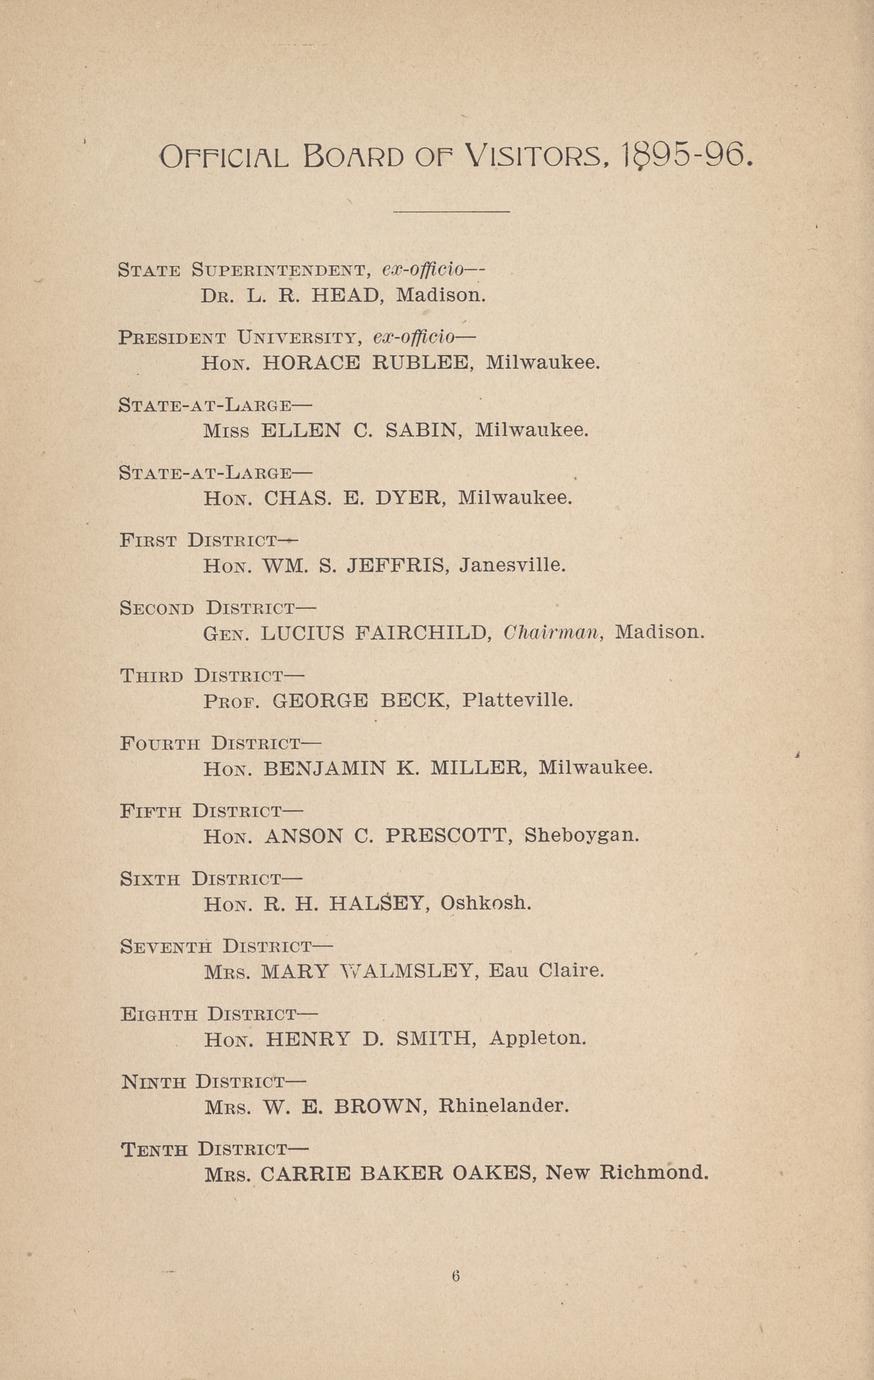 OFFICIAL BOARD OF VISITORS, 1895-96.
STATE SUPERINTENDENT, ex-officio—
DR. L. R. HEAD, Madison.
PRESIDENT UNIVERSITY, ex-officio—
HON. HORACE RUBLEE, Milwaukee.
STATE-AT-LARGE—
MISS ELLEN C. SABIN, Milwaukee.
STATE-AT-LARGE—
HON. CHAS. E. DYER, Milwaukee.
FIRST DISTRICT—
HON. WM. S. JEFFRIS, Janesville.
SECOND DISTRICT—
GEN. LUCIUS FAIRCHILD, Chairman, Madison.
THIRD DISTRICT—
PROF. GEORGE BECK, Platteville.
FOURTH DISTRICT—
HON. BENJAMIN K. MILLER, Milwaukee.
FIFTH DISTRICT—
HON. ANSON C. PRESCOTT, Sheboygan.
SIXTH DISTRICT—
HON. R. H. HALSEY, Oshkosh.
SEVENTH DISTRICT—
MRS. MARY WALMSLEY, Eau Claire.
EIGHTH DISTRICT—
HON. HENRY D. SMITH, Appleton.
NINTH DISTRICT—
MRS. W. E. BROWN, Rhinelander.
TENTH DISTRICT—
MRS. CARRIE BAKER OAKES, New Richmond.
6